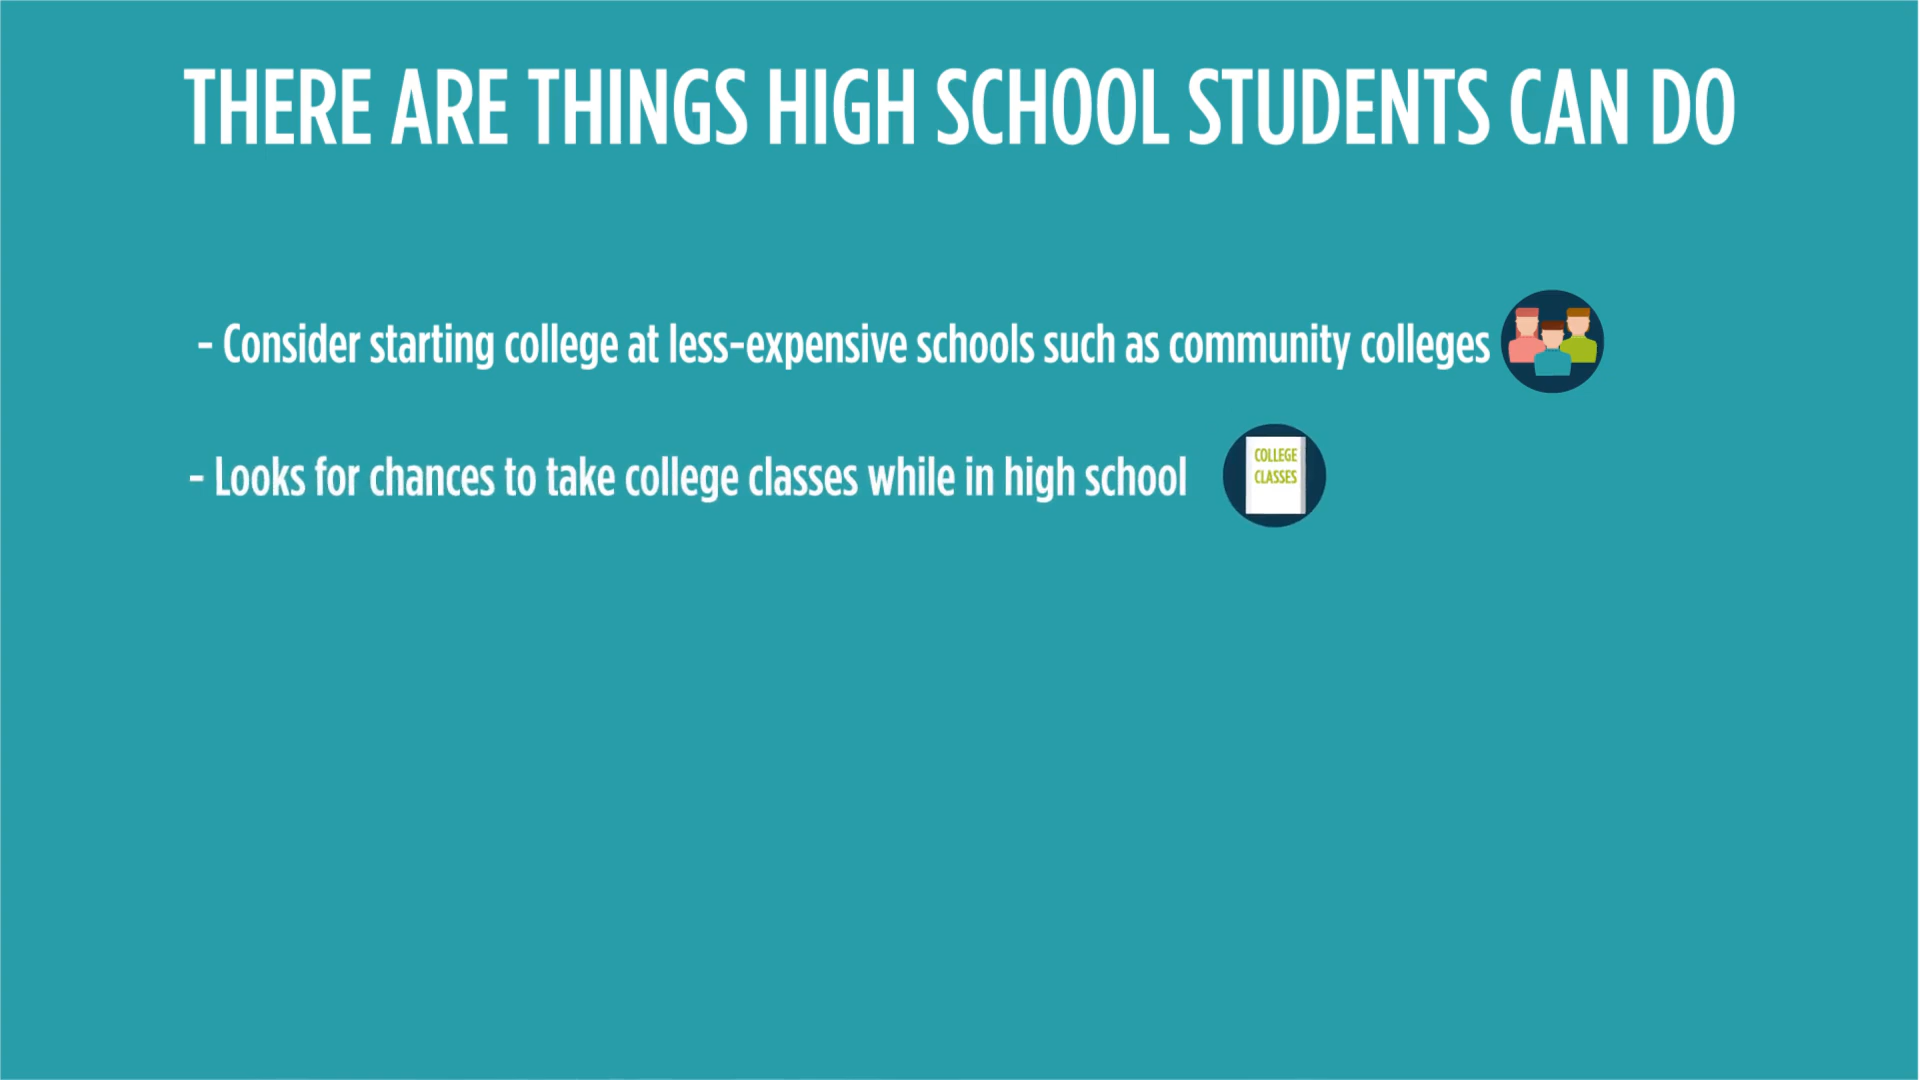 THERE ARE THINGS HIGH SCHOOL STUDENTS CAN DO
- Consider starting college at less-expensive schools such as community colleges
- Looks for chances to take college classes while in high school
COLLEGE
CLASSES